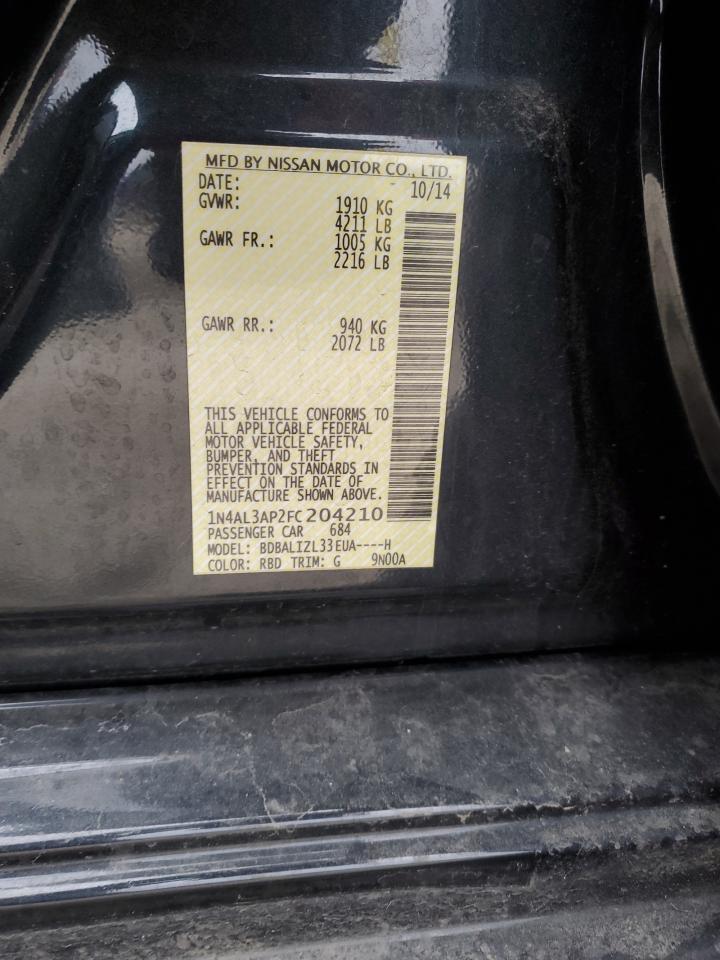 MFD BY NISSAN MOTOR CO., LTD.
DATE: 10/14
GVWR: 1910 KG
4211 LB
GAWR FR.: 1005 KG
2216 LB
GAWR RR.: 940 KG
2072 LB
THIS VEHICLE CONFORMS TO
ALL APPLICABLE FEDERAL
MOTOR VEHICLE SAFETY,
BUMPER, AND THEFT
PREVENTION STANDARDS IN
EFFECT ON THE DATE OF
MANUFACTURE SHOWN ABOVE.
1N4AL3AP2FC204210
PASSENGER CAR 684
MODEL: BDBALIZL33EUA----H
COLOR: RBD TRIM: G 9N00A